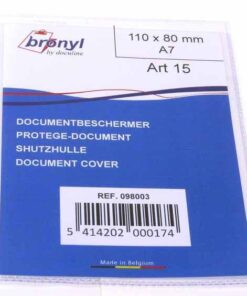 bronyl
by doculine
110 x 80 mm
A7
Art 15
DOCUMENTBESCHERMER
PROTEGE-DOCUMENT
SHUTZHULLE
DOCUMENT COVER
REF. 098003
5 414202 000174
Made in Belgium